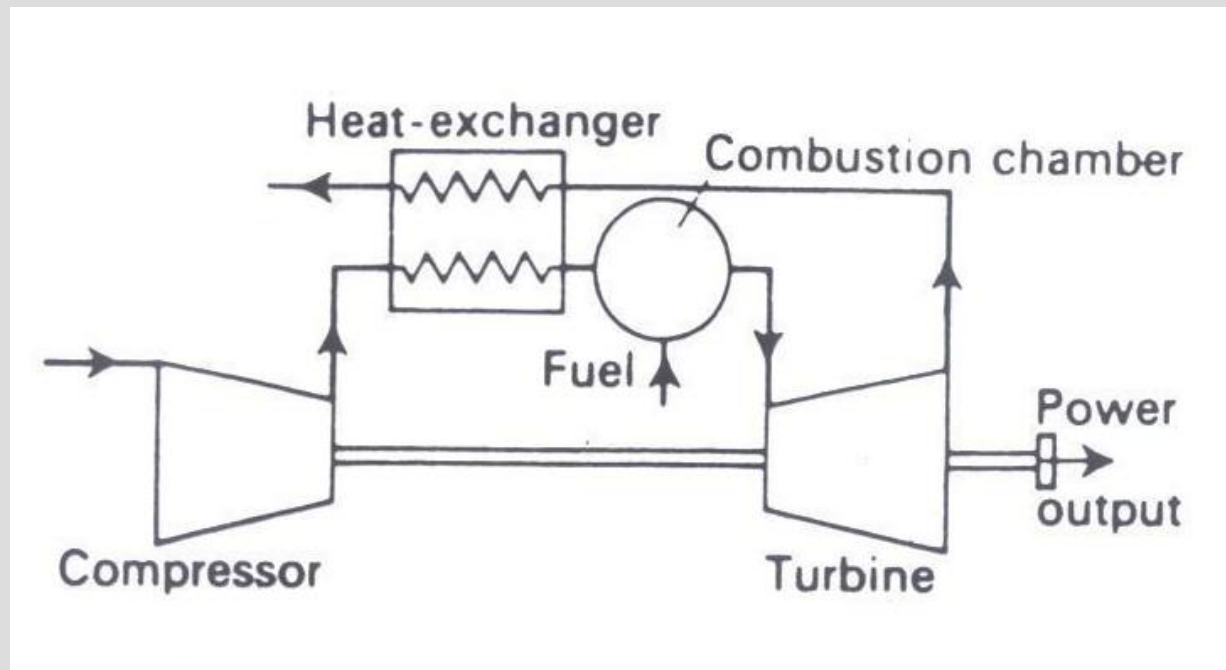 Heat-exchanger
Combustion chamber
Fuel
Power
output
Compressor
Turbine